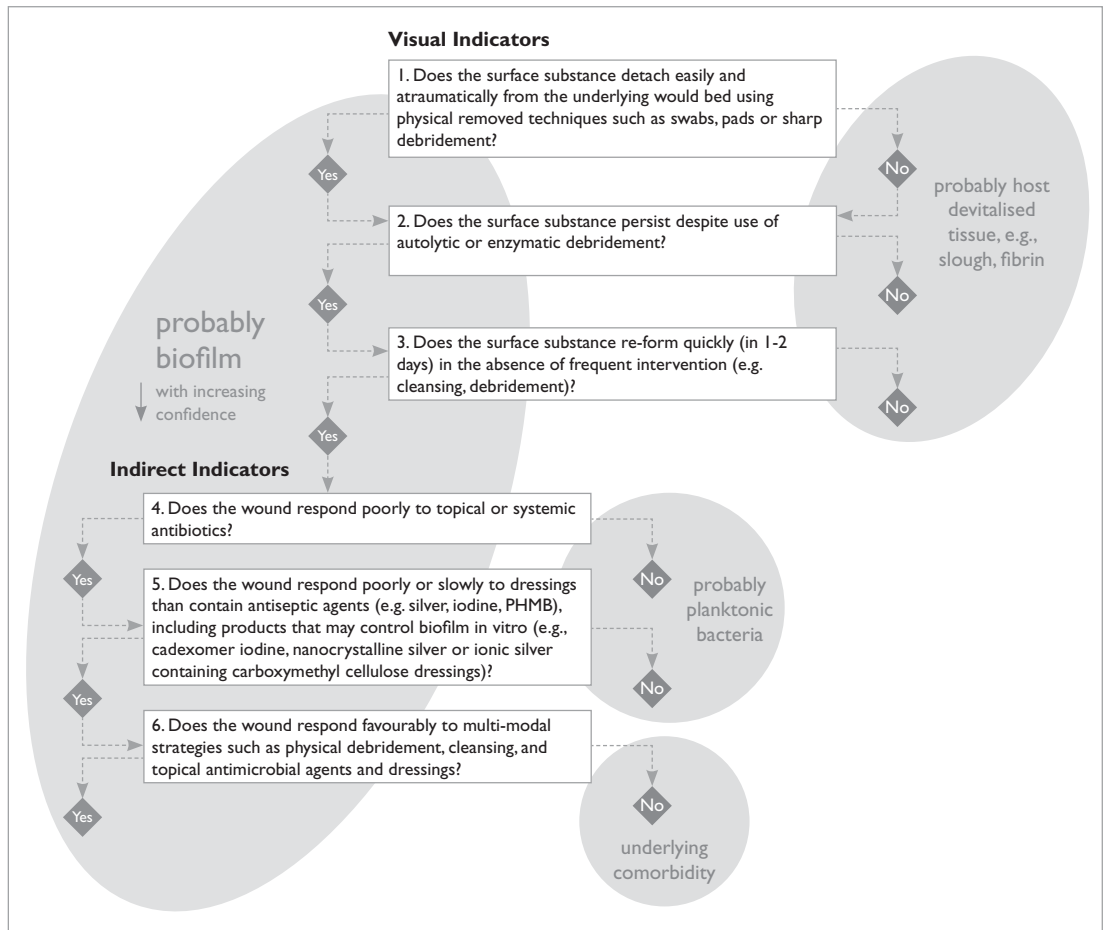 Visual Indicators
1. Does the surface substance detach easily and
atraumatically from the underlying would bed using
physical removed techniques such as swabs, pads or sharp
debridement?
Yes
No
probably host
devitalised
tissue, e.g.,
slough, fibrin
2. Does the surface substance persist despite use of
autolytic or enzymatic debridement?
Yes
No
probably
biofilm
with increasing
confidence
3. Does the surface substance re-form quickly (in 1-2
days) in the absence of frequent intervention (e.g.
cleansing, debridement)?
Yes
No
Indirect Indicators
4. Does the wound respond poorly to topical or systemic
antibiotics?
Yes
No
probably
planktonic
bacteria
5. Does the wound respond poorly or slowly to dressings
than contain antiseptic agents (e.g. silver, iodine, PHMB),
including products that may control biofilm in vitro (e.g.,
cadexomer iodine, nanocrystalline silver or ionic silver
containing carboxymethyl cellulose dressings)?
Yes
No
6. Does the wound respond favourably to multi-modal
strategies such as physical debridement, cleansing, and
topical antimicrobial agents and dressings?
Yes
No
underlying
comorbidity